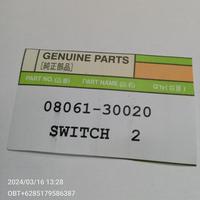 GENUINE PARTS
[純正部品]
PART NO.(品番) PART NAME(品名) Q'ty(数量)
08061-30020
SWITCH 2
2024/03/16 13:28
OBT+6285179586387